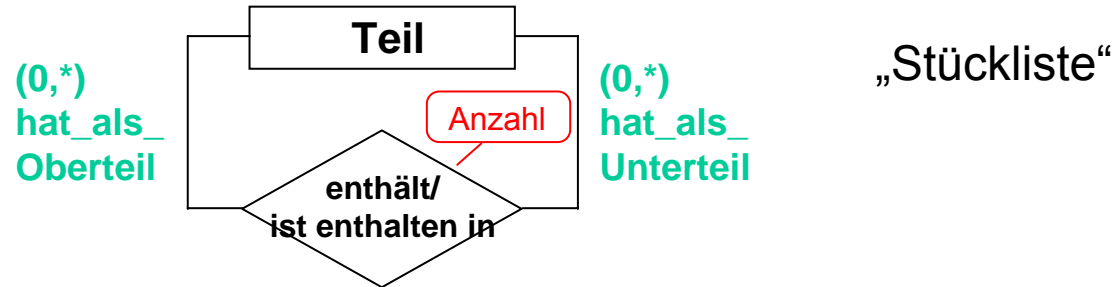 Teil
„Stückliste“
(0,*)
hat_als_
Oberteil
Anzahl
(0,*)
hat_als_
Unterteil
enthält/
ist enthalten in